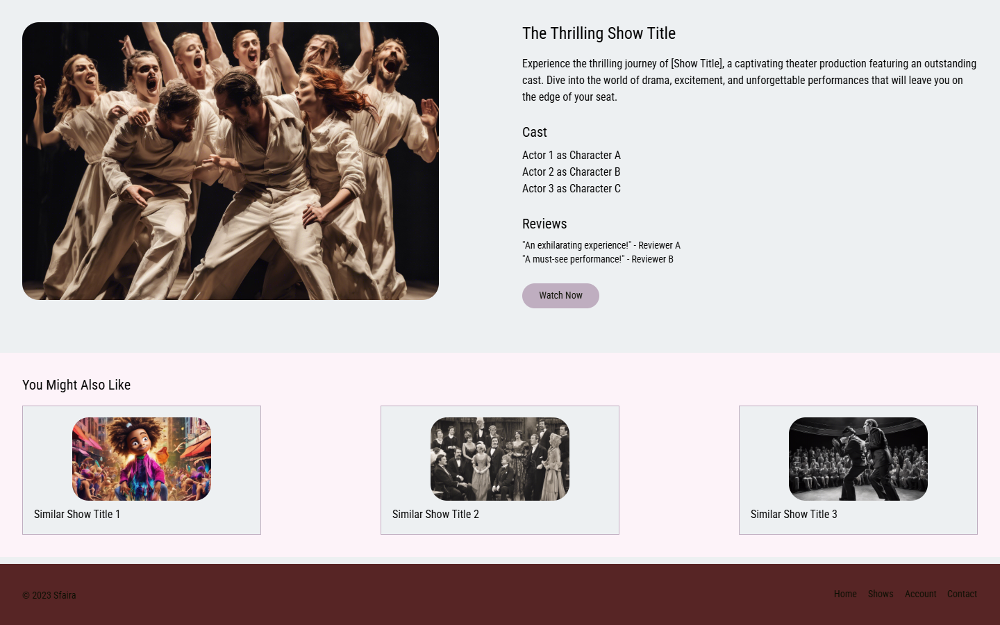 The Thrilling Show Title
Experience the thrilling journey of [Show Title], a captivating theater production featuring an outstanding
cast. Dive into the world of drama, excitement, and unforgettable performances that will leave you on
the edge of your seat.
Cast
Actor 1 as Character A
Actor 2 as Character B
Actor 3 as Character C
Reviews
"An exhilarating experience!" - Reviewer A
"A must-see performance!" - Reviewer B
Watch Now
You Might Also Like
Similar Show Title 1
Similar Show Title 2
Similar Show Title 3
© 2023 Sfaira
Home Shows Account Contact